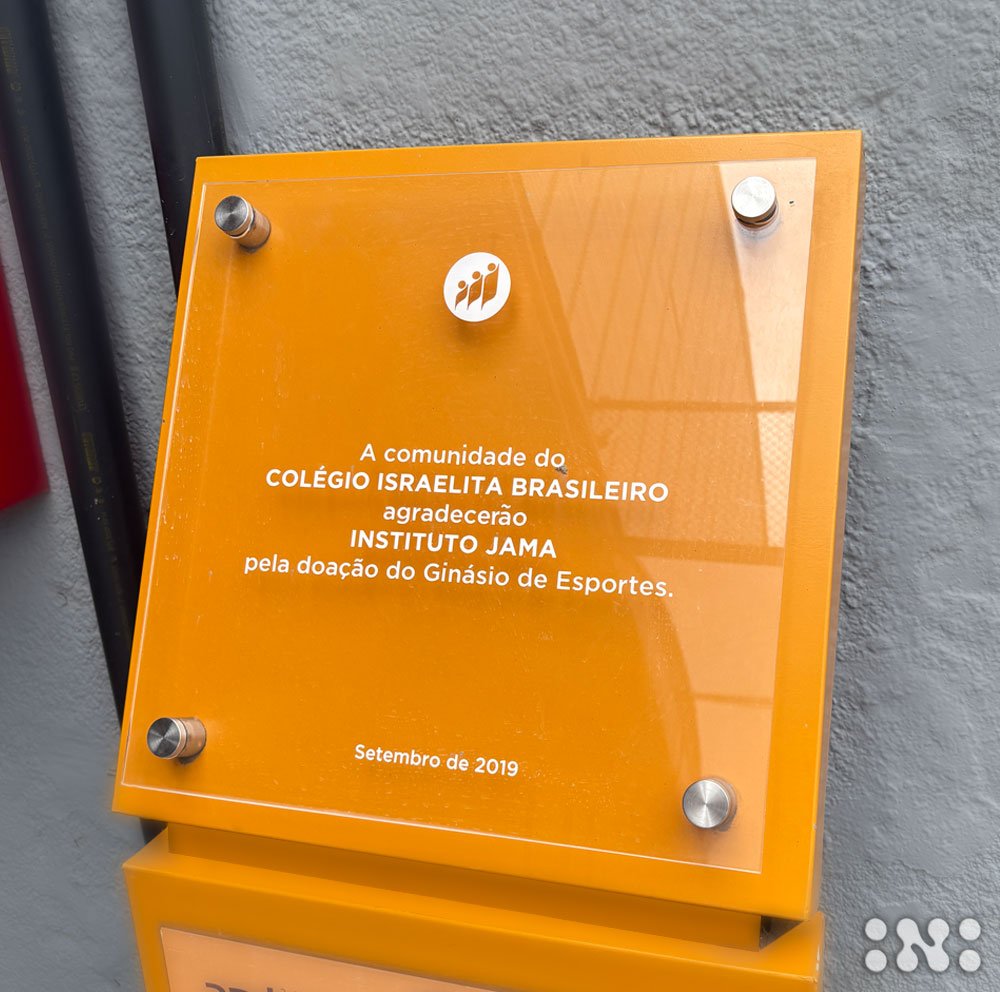 A comunidade do
COLÉGIO ISRAELITA BRASILEIRO
agradecerão
INSTITUTO JAMA
pela doação do Ginásio de Esportes.
Setembro de 2019
N